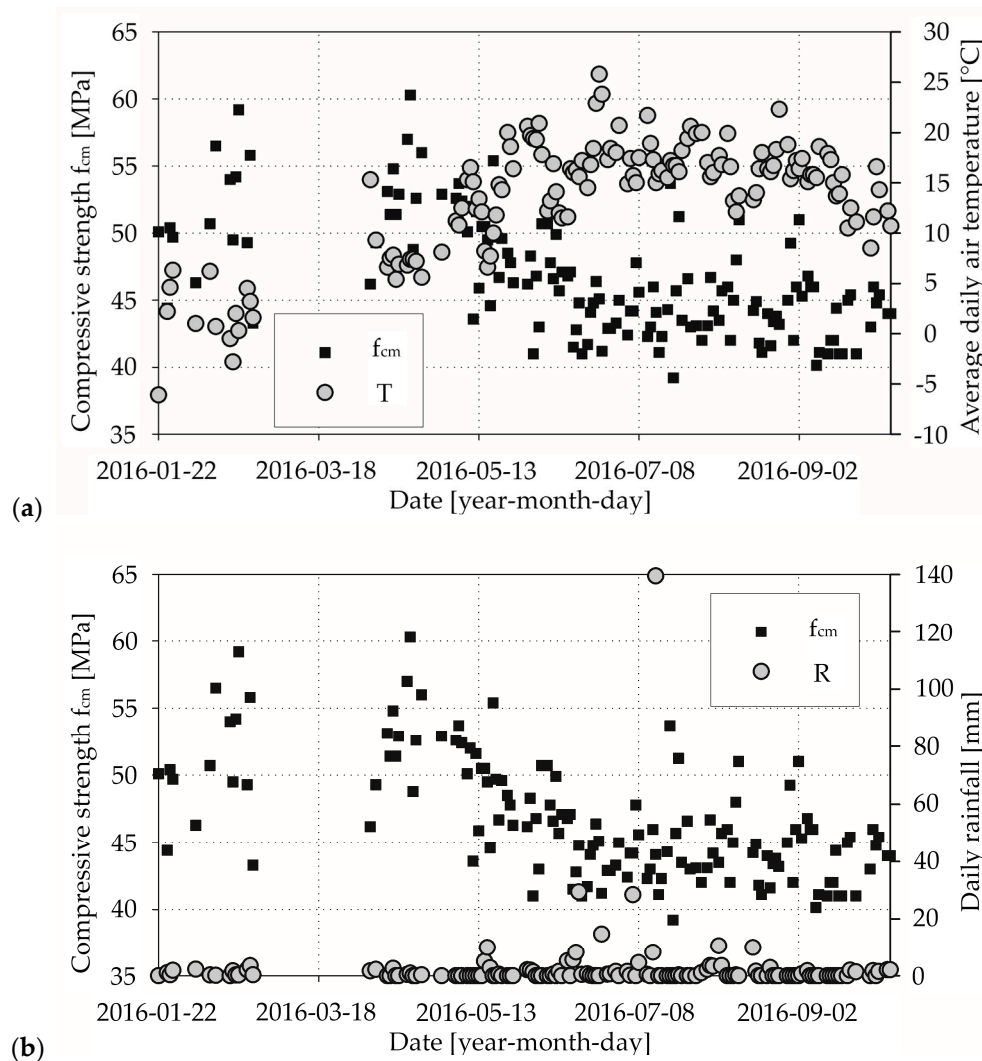 65 30
60 25
55 20
50 15
45 10
40 5
35 0
-5
-10
Compressive strength fcm [MPa]
Average daily air temperature [°C]
fcm
T
2016-01-22 2016-03-18 2016-05-13 2016-07-08 2016-09-02
Date [year-month-day]
(a)
65 140
60 120
55 100
50 80
45 60
40 40
35 20
0
Compressive strength fcm [MPa]
Daily rainfall [mm]
fcm
R
2016-01-22 2016-03-18 2016-05-13 2016-07-08 2016-09-02
Date [year-month-day]
(b)